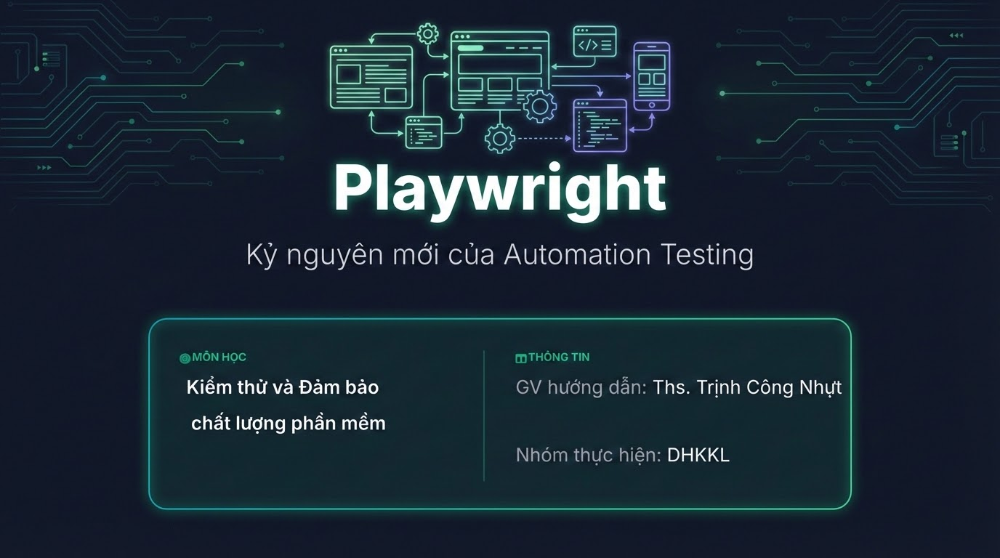 Playwright
Kỷ nguyên mới của Automation Testing
MÔN HỌC
Kiểm thử và Đảm bảo
chất lượng phần mềm
THÔNG TIN
GV hướng dẫn: Ths. Trịnh Công Nhựt
Nhóm thực hiện: DHKKL